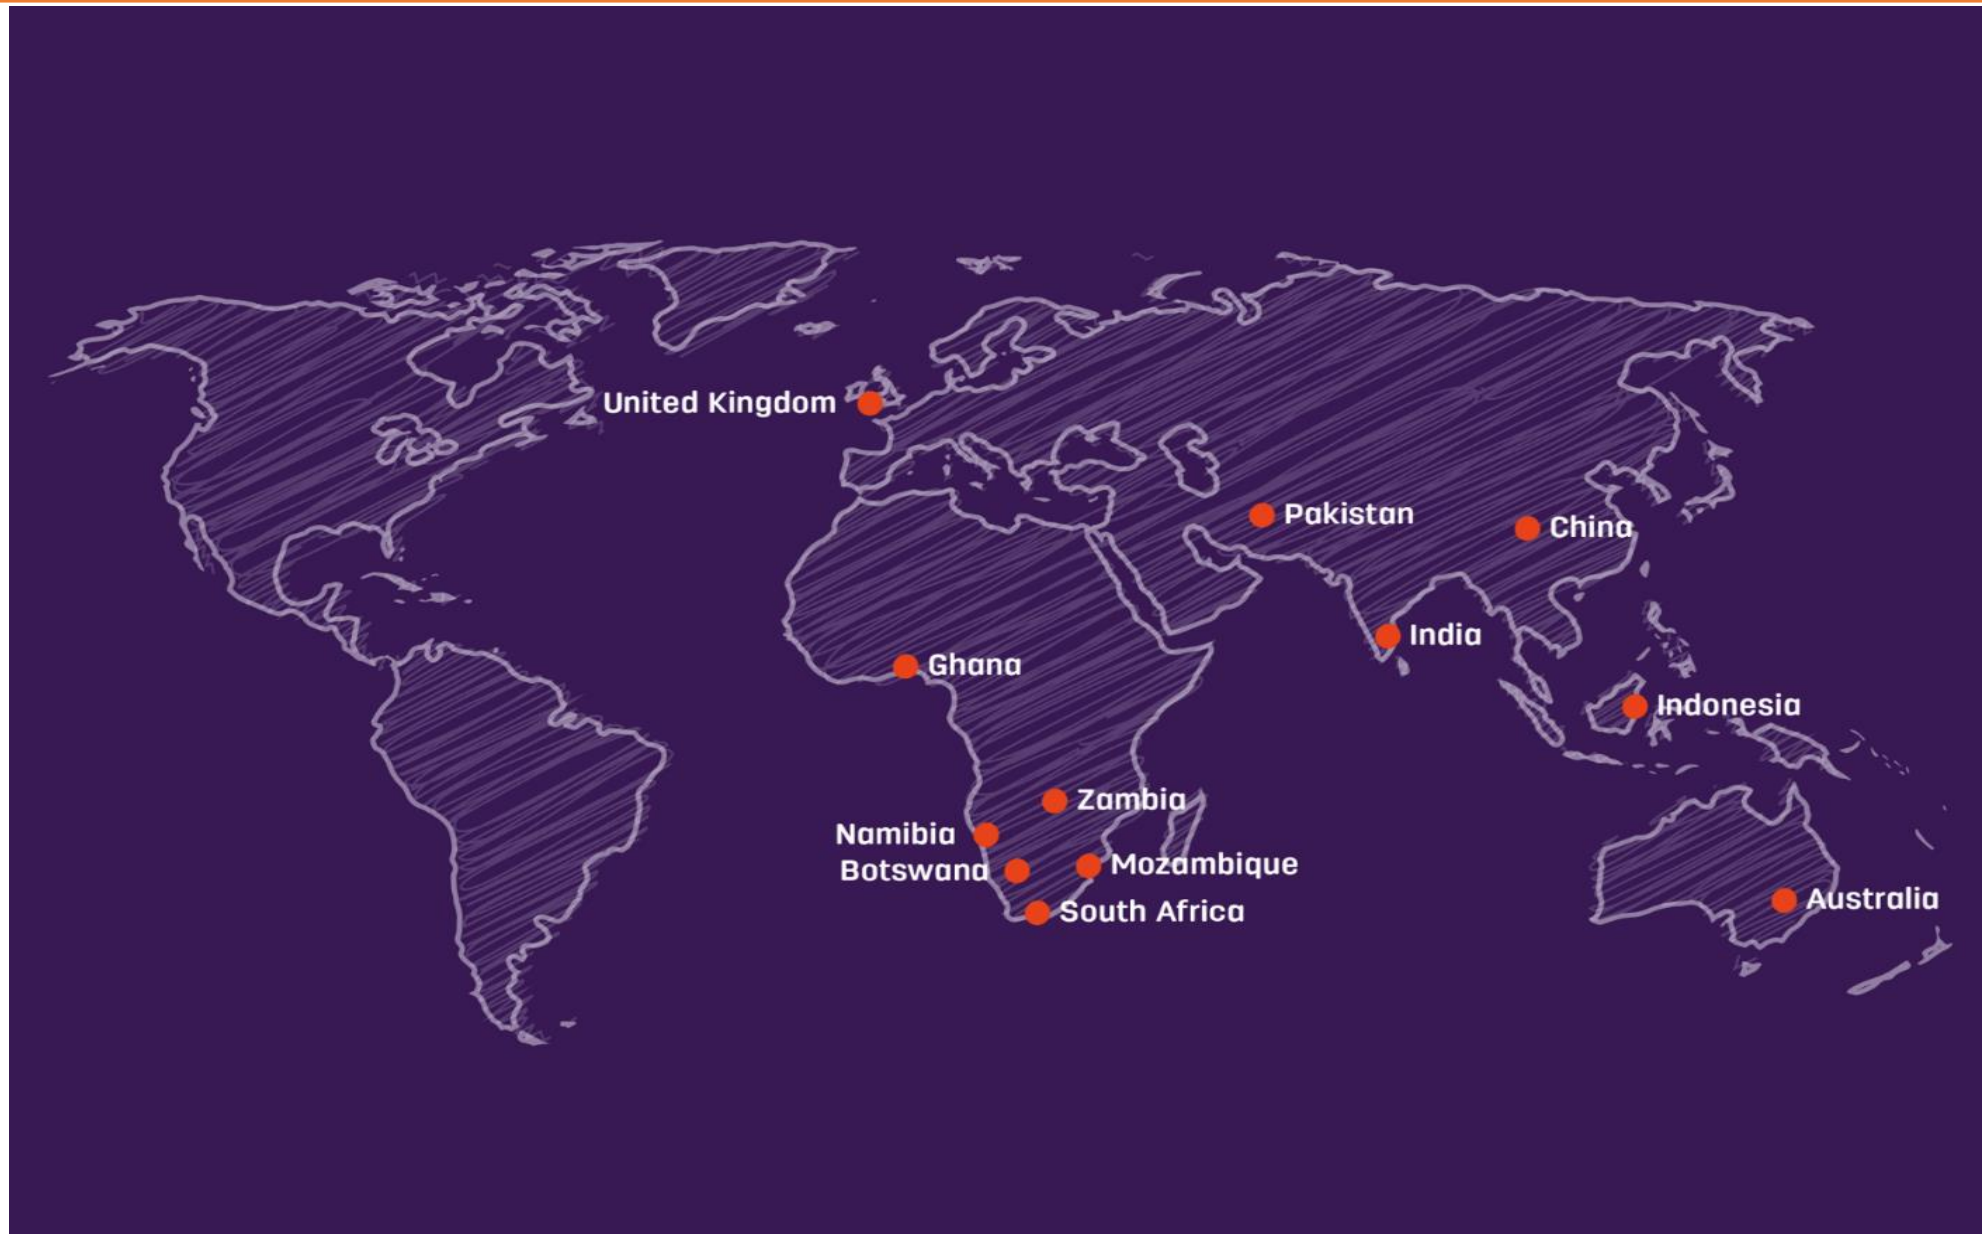 United Kingdom
Pakistan
China
India
Ghana
Indonesia
Zambia
Namibia
Mozambique
Botswana
Australia
South Africa